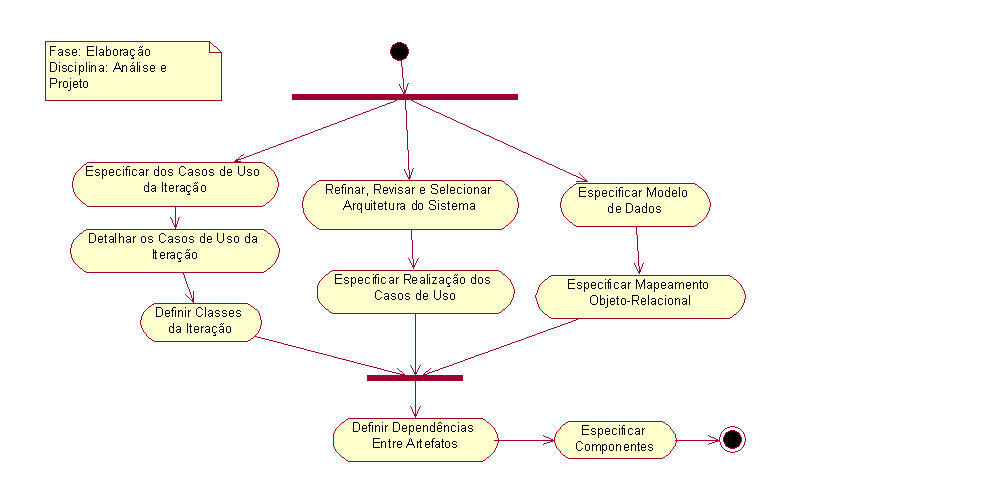 Fase: Elaboração
Disciplina: Análise e
Projeto
Especificar dos Casos de Uso
da Iteração
Refinar, Revisar e Selecionar
Arquitetura do Sistema
Especificar Modelo
de Dados
Detalhar os Casos de Uso da
Iteração
Especificar Realização dos
Casos de Uso
Especificar Mapeamento
Objeto-Relacional
Definir Classes
da Iteração
Definir Dependências
Entre Artefatos
Especificar
Componentes